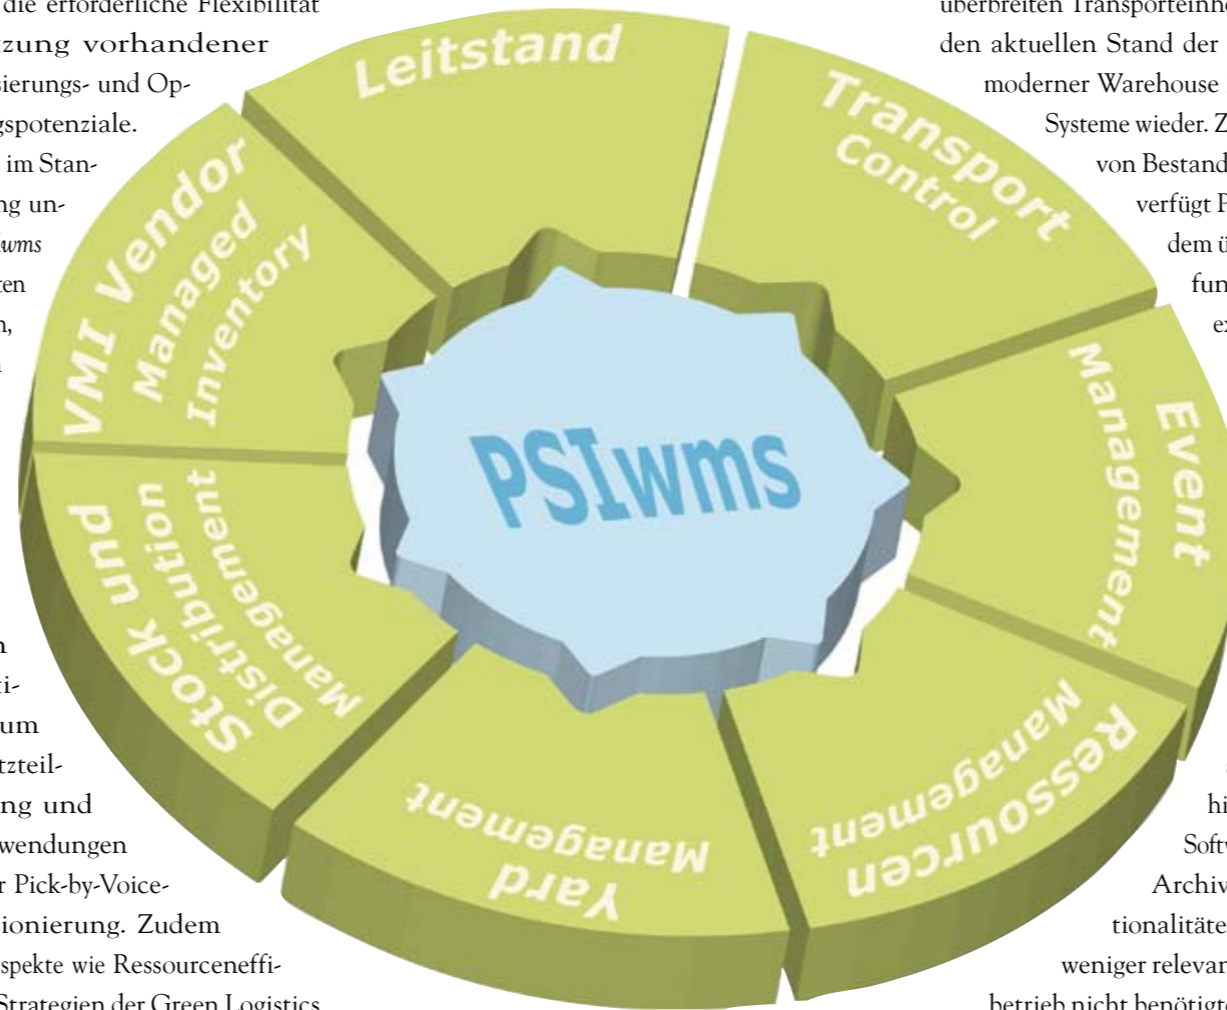 die erforderliche Flexibilität
tzung vorhandener
sierungs- und Op-
gspotenziale.
im Stan-
ng un-
wms
ten
n,
n
ti-
um
tzteil-
ng und
wendungen
r Pick-by-Voice-
ionierung. Zudem
spekte wie Ressourceneffi-
Strategien der Green Logistics
Leitstand
Transport
Control
Event
Management
Ressourcen
Management
Yard
Management
Stock und
Distribution
Management
VMI Vendor
Managed
Inventory
PSIwms
überbreiten Transporteinhe
den aktuellen Stand der
moderner Warehouse
Systeme wieder. Z
von Bestand
verfügt P
dem ü
fun
ex
hi
Softw
Archiv
tionalitäte
weniger relevan
betrieb nicht benötigte